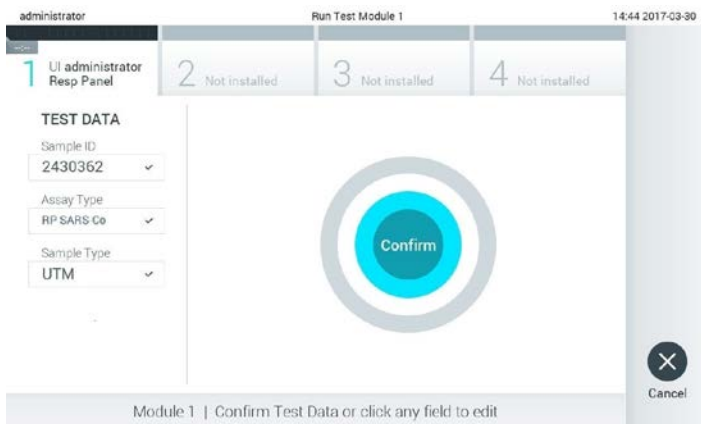 administrator Run Test Module 1 14:44 2017-03-30
1 UI administrator
Resp Panel
2 Not installed
3 Not installed
4 Not installed
TEST DATA
Sample ID
2430362
Assay Type
RP SARS Co
Sample Type
UTM
Confirm
Cancel
Module 1 | Confirm Test Data or click any field to edit